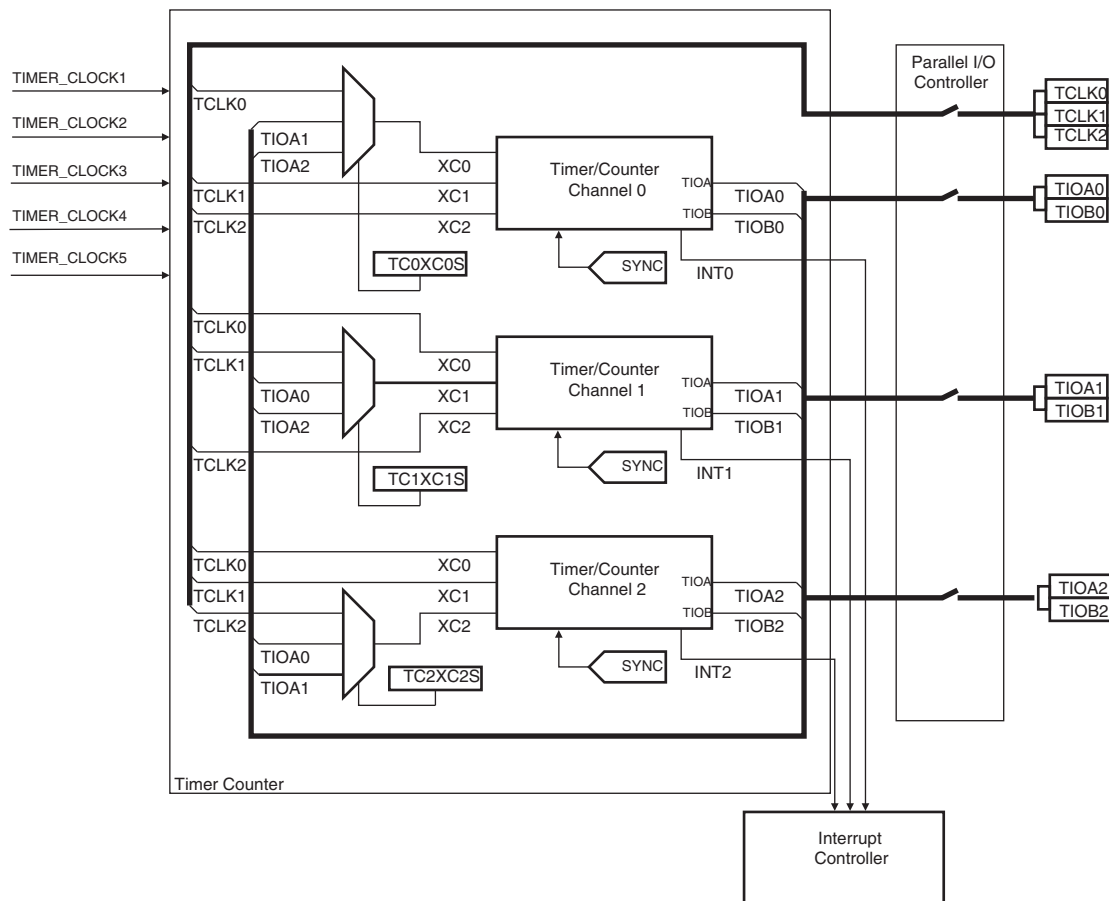 TIMER_CLOCK1
TIMER_CLOCK2
TIMER_CLOCK3
TIMER_CLOCK4
TIMER_CLOCK5
TCLK0
TIOA1
TIOA2
TCLK1
TCLK2
XC0
XC1
XC2
TC0XC0S
Timer/Counter
Channel 0
TIOA
TIOB
TIOA0
TIOB0
SYNC
INT0
TCLK0
TCLK1
TIOA0
TIOA2
TCLK2
XC0
XC1
XC2
TC1XC1S
Timer/Counter
Channel 1
TIOA
TIOB
TIOA1
TIOB1
SYNC
INT1
TCLK0
TCLK1
TCLK2
TIOA0
TIOA1
XC0
XC1
XC2
TC2XC2S
Timer/Counter
Channel 2
TIOA
TIOB
TIOA2
TIOB2
SYNC
INT2
Timer Counter
Parallel I/O
Controller
TCLK0
TCLK1
TCLK2
TIOA0
TIOB0
TIOA1
TIOB1
TIOA2
TIOB2
Interrupt
Controller